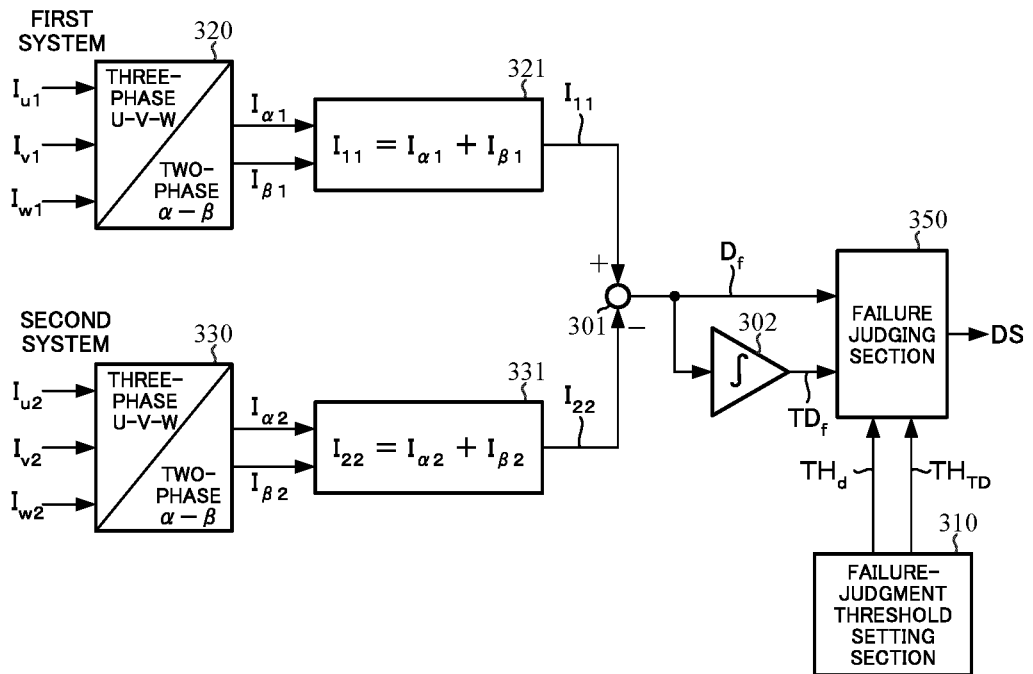 FIRST
SYSTEM
320
I_u1
I_v1
I_w1
THREE-
PHASE
U-V-W
TWO-
PHASE
α − β
I_α1
I_β1
321
I_11 = I_α1 + I_β1
I_11
SECOND
SYSTEM
330
I_u2
I_v2
I_w2
THREE-
PHASE
U-V-W
TWO-
PHASE
α − β
I_α2
I_β2
331
I_22 = I_α2 + I_β2
I_22
+
−
301
D_f
302
∫
TD_f
350
FAILURE
JUDGING
SECTION
DS
TH_d
TH_TD
310
FAILURE-
JUDGMENT
THRESHOLD
SETTING
SECTION